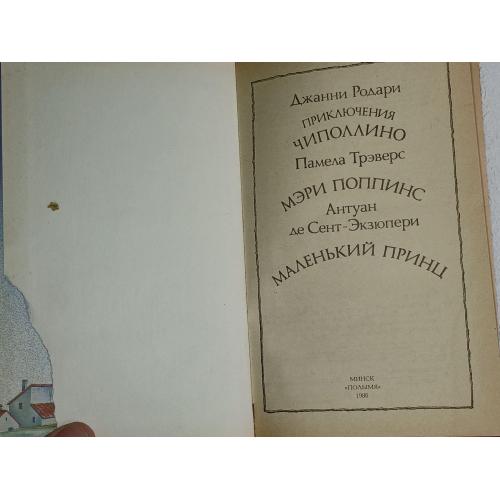 Джанни Родари
ПРИКЛЮЧЕНИЯ
ЧИПОЛЛИНО
Памела Трэверс
МЭРИ ПОППИНС
Антуан
де Сент-Экзюпери
МАЛЕНЬКИЙ ПРИНЦ
МИНСК
«ПОЛЫМЯ»
1986